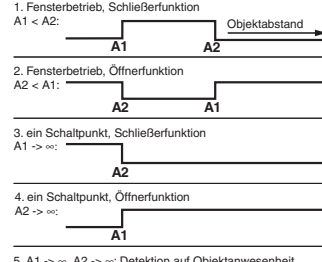 1. Fensterbetrieb, Schließerfunktion
A1 < A2:
Objektabstand
A1 A2
2. Fensterbetrieb, Öffnerfunktion
A2 < A1:
A2 A1
3. ein Schaltpunkt, Schließerfunktion
A1 -> ∞:
A2
4. ein Schaltpunkt, Öffnerfunktion
A2 -> ∞:
A1
5. A1 -> ∞, A2 -> ∞: Detektion auf Objektanwesenheit